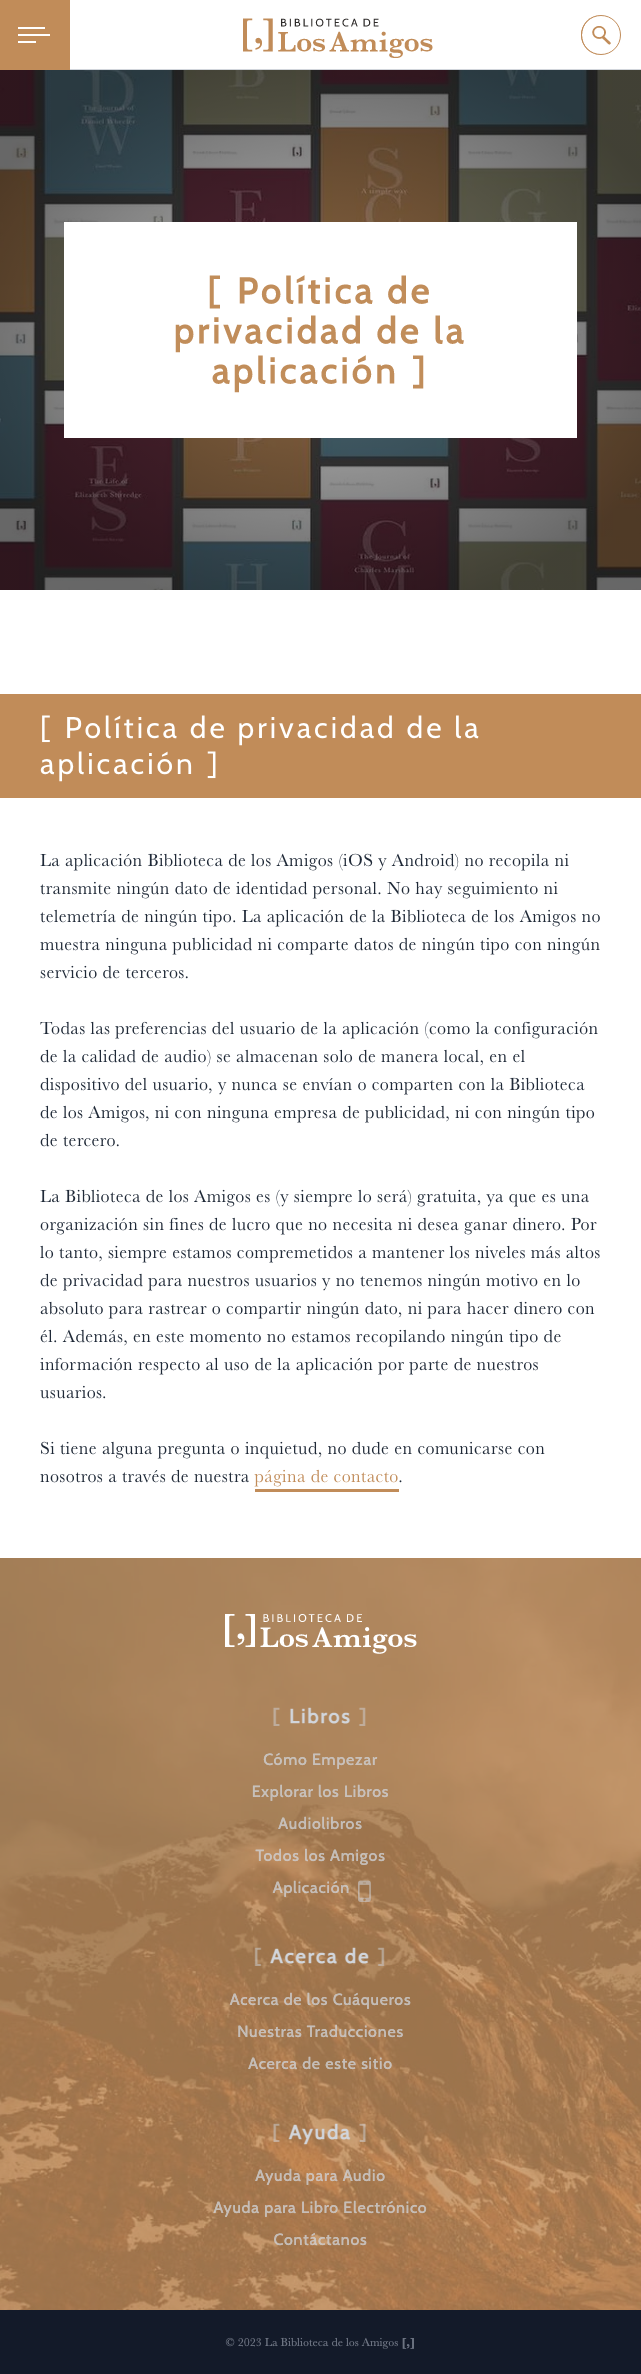 [,] BIBLIOTECA DE
Los Amigos
The Journal of
Daniel Wheeler
DW
A simple way
[ Política de
privacidad de la
aplicación ]
The Life of
Elizabeth Stirredge
ES
The Journal of
Charles Marshall
CM
[ Política de privacidad de la
aplicación ]
La aplicación Biblioteca de los Amigos (iOS y Android) no recopila ni
transmite ningún dato de identidad personal. No hay seguimiento ni
telemetría de ningún tipo. La aplicación de la Biblioteca de los Amigos no
muestra ninguna publicidad ni comparte datos de ningún tipo con ningún
servicio de terceros.
Todas las preferencias del usuario de la aplicación (como la configuración
de la calidad de audio) se almacenan solo de manera local, en el
dispositivo del usuario, y nunca se envían o comparten con la Biblioteca
de los Amigos, ni con ninguna empresa de publicidad, ni con ningún tipo
de tercero.
La Biblioteca de los Amigos es (y siempre lo será) gratuita, ya que es una
organización sin fines de lucro que no necesita ni desea ganar dinero. Por
lo tanto, siempre estamos compremetidos a mantener los niveles más altos
de privacidad para nuestros usuarios y no tenemos ningún motivo en lo
absoluto para rastrear o compartir ningún dato, ni para hacer dinero con
él. Además, en este momento no estamos recopilando ningún tipo de
información respecto al uso de la aplicación por parte de nuestros
usuarios.
Si tiene alguna pregunta o inquietud, no dude en comunicarse con
nosotros a través de nuestra página de contacto.
[,] BIBLIOTECA DE
Los Amigos
[ Libros ]
Cómo Empezar
Explorar los Libros
Audiolibros
Todos los Amigos
Aplicación
[ Acerca de ]
Acerca de los Cuáqueros
Nuestras Traducciones
Acerca de este sitio
[ Ayuda ]
Ayuda para Audio
Ayuda para Libro Electrónico
Contáctanos
© 2023 La Biblioteca de los Amigos [,]